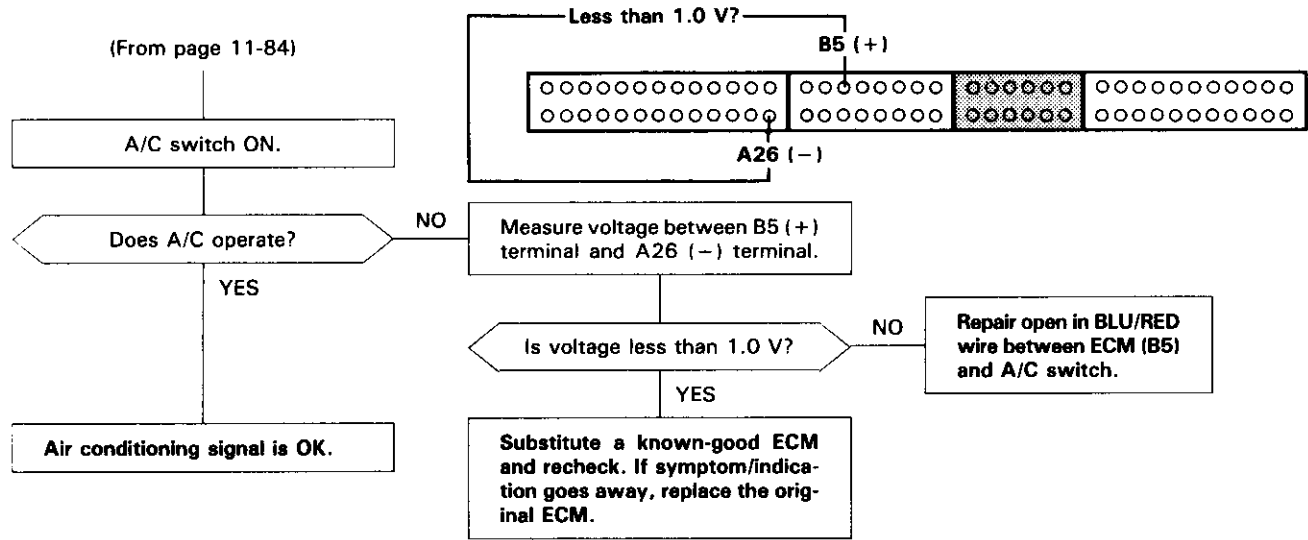 (From page 11-84)
Less than 1.0 V?
B5 (+)
A26 (−)
A/C switch ON.
Does A/C operate?
NO
YES
Measure voltage between B5 (+)
terminal and A26 (−) terminal.
Is voltage less than 1.0 V?
NO
YES
Repair open in BLU/RED
wire between ECM (B5)
and A/C switch.
Air conditioning signal is OK.
Substitute a known-good ECM
and recheck. If symptom/indica-
tion goes away, replace the orig-
inal ECM.